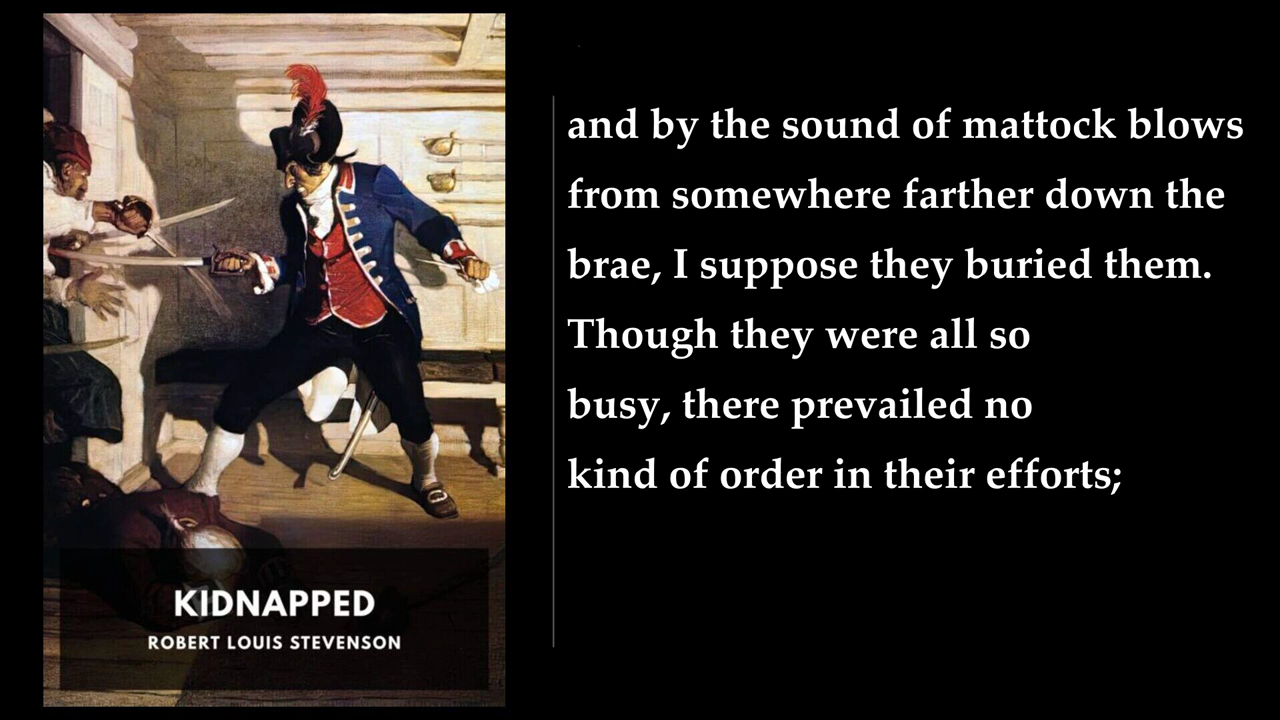 KIDNAPPED
ROBERT LOUIS STEVENSON
and by the sound of mattock blows
from somewhere farther down the
brae, I suppose they buried them.
Though they were all so
busy, there prevailed no
kind of order in their efforts;